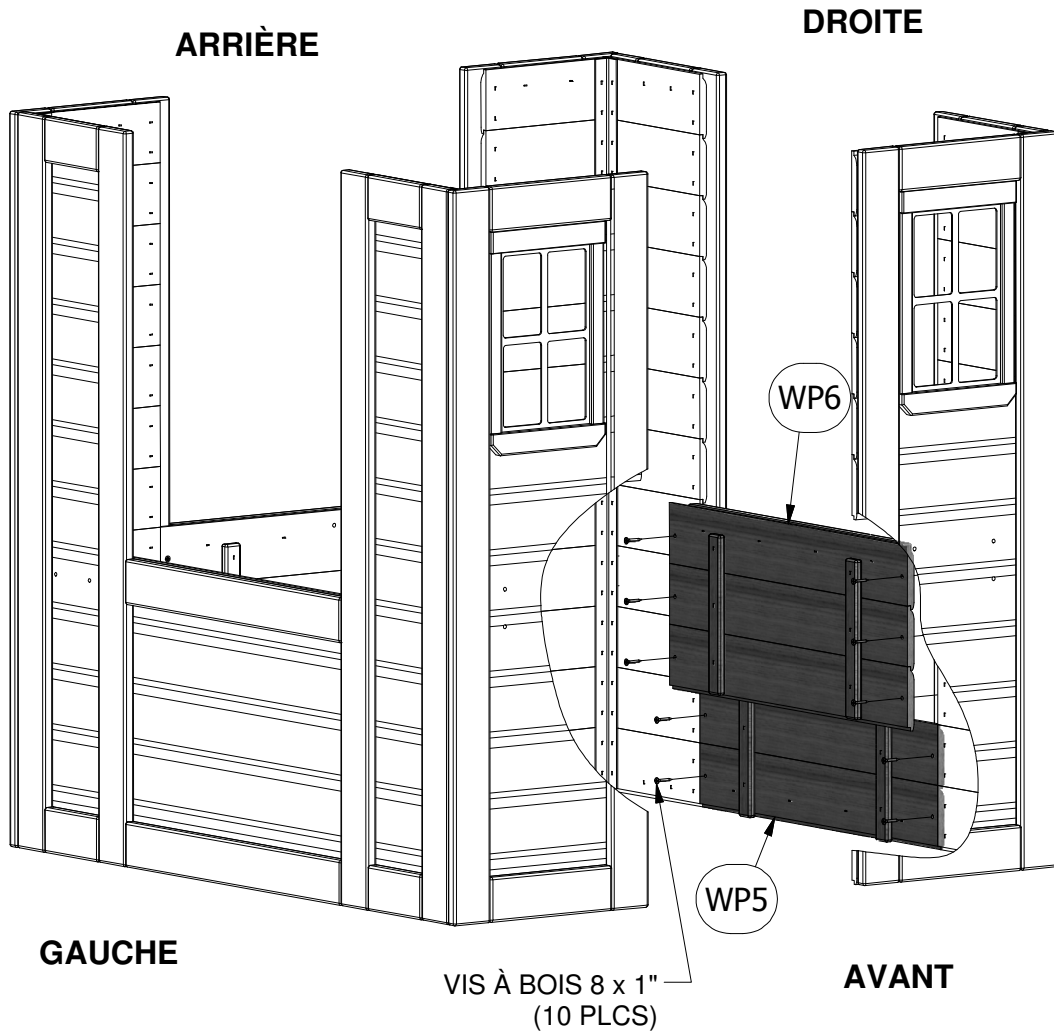 ARRIÈRE
DROITE
WP6
WP5
GAUCHE
VIS À BOIS 8 x 1"
(10 PLCS)
AVANT